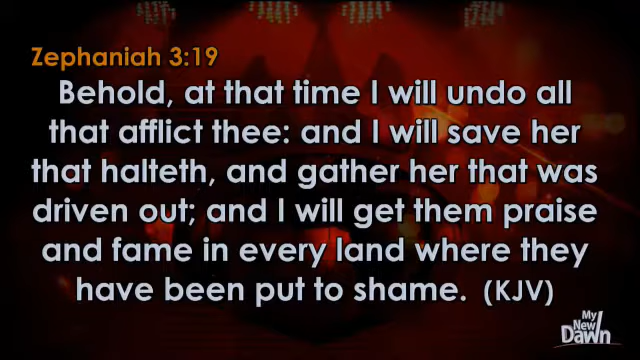 Zephaniah 3:19
Behold, at that time I will undo all
that afflict thee: and I will save her
that halteth, and gather her that was
driven out; and I will get them praise
and fame in every land where they
have been put to shame. (KJV)
My
New
Dawn